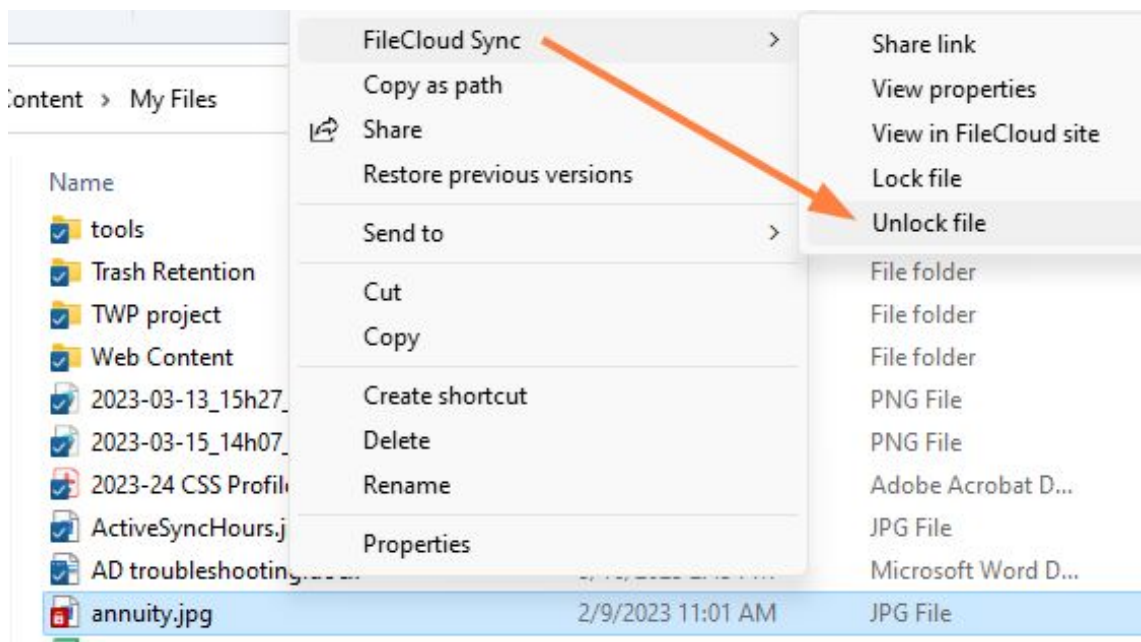 FileCloud Sync
Copy as path
Share
Restore previous versions
Send to
Cut
Copy
Create shortcut
Delete
Rename
Properties
Share link
View properties
View in FileCloud site
Lock file
Unlock file
Content > My Files
Name
tools
Trash Retention File folder
TWP project File folder
Web Content File folder
2023-03-13_15h27_ PNG File
2023-03-15_14h07_ PNG File
2023-24 CSS Profile Adobe Acrobat D...
ActiveSyncHours.j JPG File
AD troubleshooting Microsoft Word D...
annuity.jpg 2/9/2023 11:01 AM JPG File